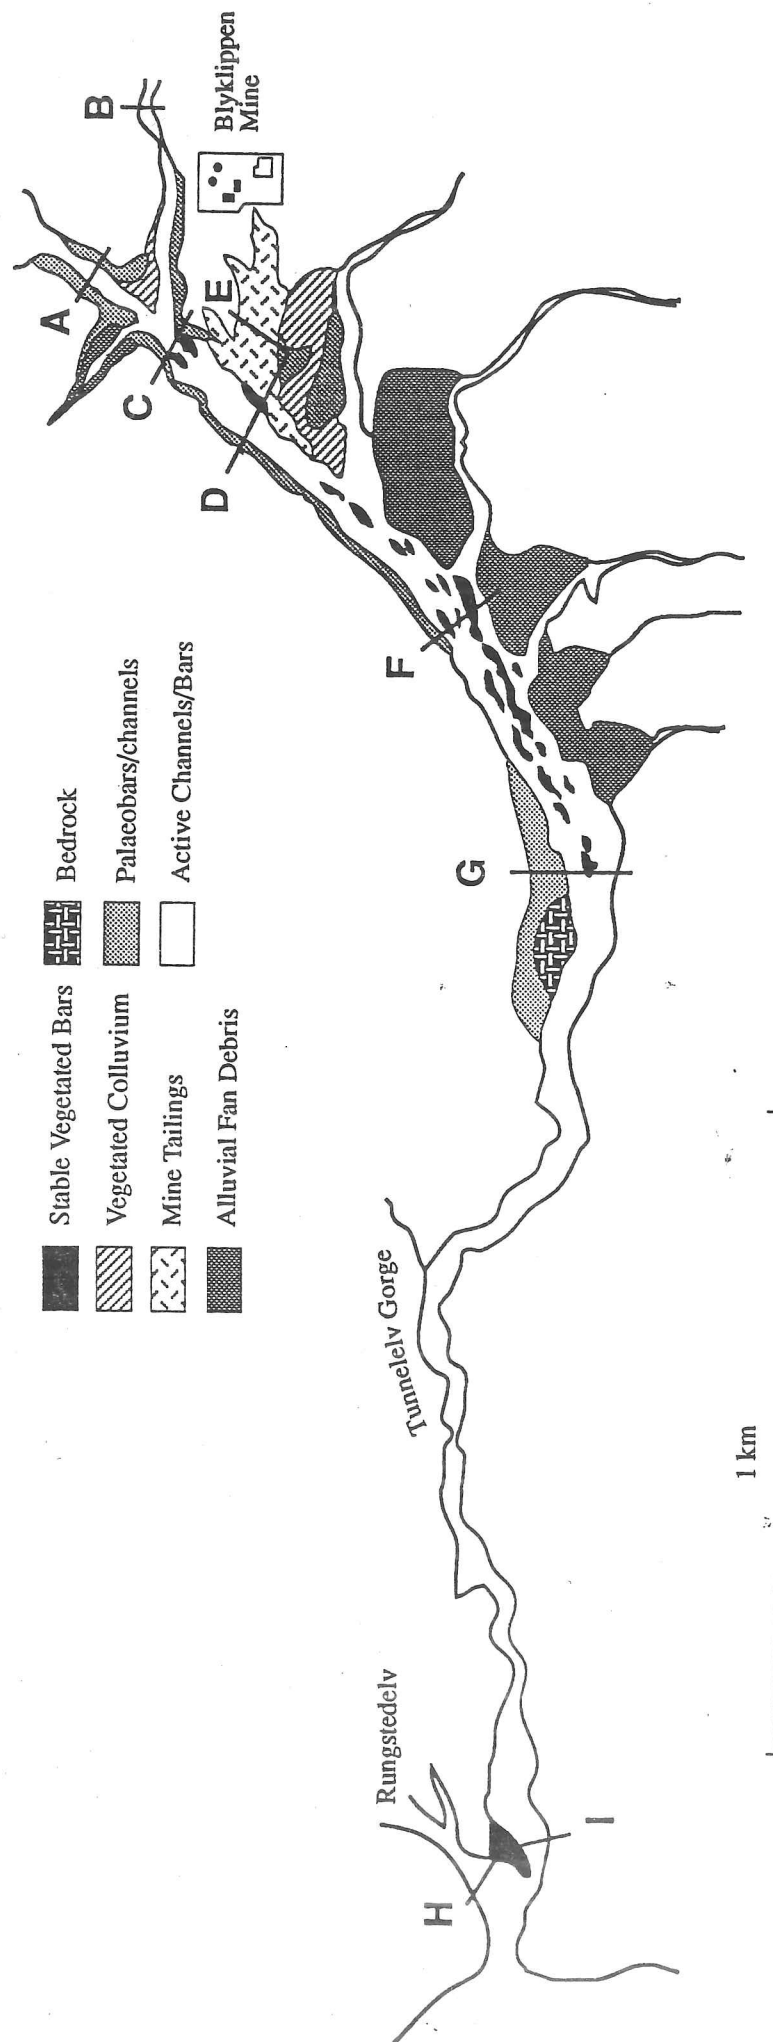 Stable Vegetated Bars
Vegetated Colluvium
Mine Tailings
Alluvial Fan Debris
Bedrock
Palaeobars/channels
Active Channels/Bars
Blyklippen
Mine
A
B
C
D
E
F
G
Tunnelelv Gorge
Rungstedelv
H
I
1 km